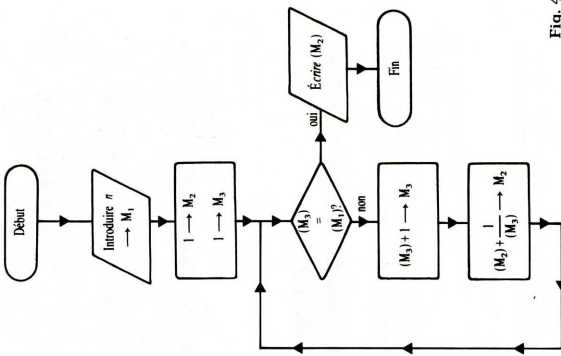 Début
Introduire n
→ M₁
1 → M₂
1 → M₃
(M₃)
=
(M₁)?
oui
Écrire (M₂)
Fin
non
(M₃) + 1 → M₃
(M₂) + 1/(M₃) → M₂
Fig. 4